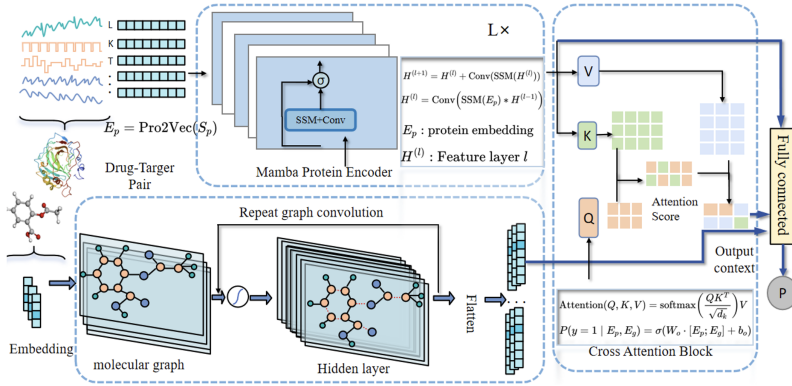 L
K
T
E_p = Pro2Vec(S_p)
Drug-Targer
Pair
σ
SSM+Conv
Mamba Protein Encoder
L×
H^{(l+1)} = H^{(l)} + Conv(SSM(H^{(l)}))
H^{(l)} = Conv(SSM(E_p) * H^{(l-1)})
E_p : protein embedding
H^{(l)} : Feature layer l
V
K
Q
Attention
Score
Output
context
Fully connected
P
Attention(Q, K, V) = softmax(QK^T / √d_k)V
P(y = 1 | E_p, E_g) = σ(W_o · [E_p; E_g] + b_o)
Cross Attention Block
Repeat graph convolution
Embedding
molecular graph
Hidden layer
Flatten